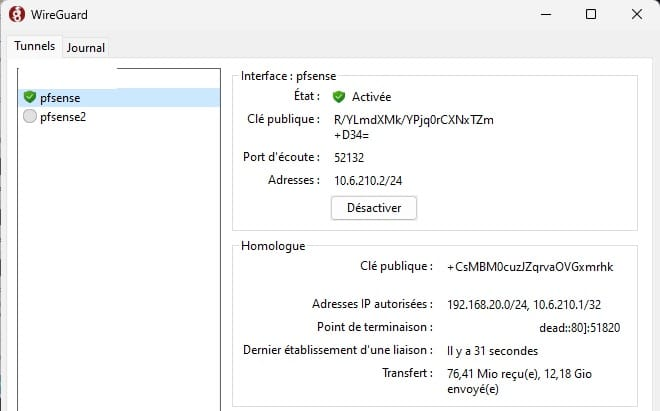 WireGuard
Tunnels
Journal
pfsense
pfsense2
Interface : pfsense
État : Activée
Clé publique : R/YLmdXMk/YPjq0rCXNxTZm
+D34=
Port d'écoute : 52132
Adresses : 10.6.210.2/24
Désactiver
Homologue
Clé publique : +CsMBM0cuzJZqrvaOVGxmrhk
Adresses IP autorisées : 192.168.20.0/24, 10.6.210.1/32
Point de terminaison : dead::80]:51820
Dernier établissement d'une liaison : Il y a 31 secondes
Transfert : 76,41 Mio reçu(e), 12,18 Gio
envoyé(e)